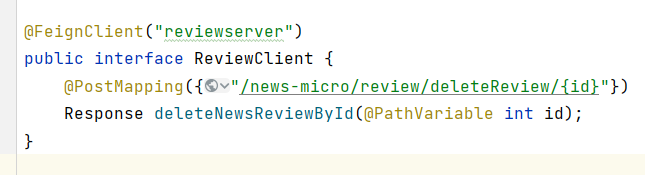 @FeignClient("reviewserver")
public interface ReviewClient {
@PostMapping({"/news-micro/review/deleteReview/{id}"})
Response deleteNewsReviewById(@PathVariable int id);
}